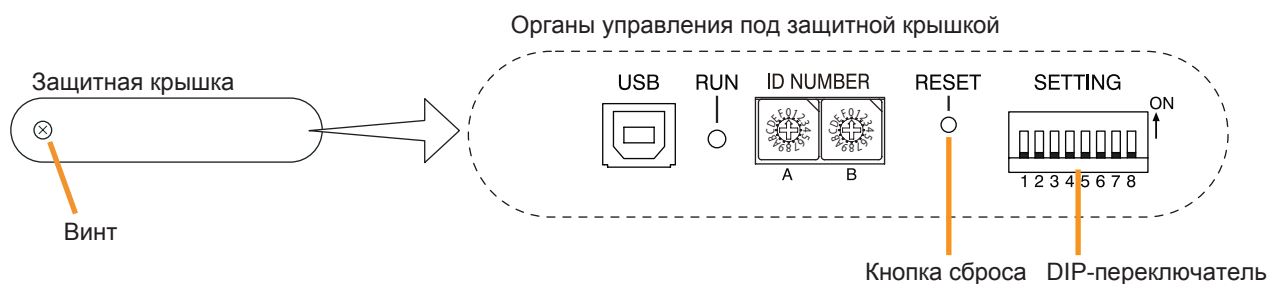 Органы управления под защитной крышкой
Защитная крышка
USB RUN ID NUMBER RESET SETTING
ON
A B
1 2 3 4 5 6 7 8
Винт
Кнопка сброса DIP-переключатель